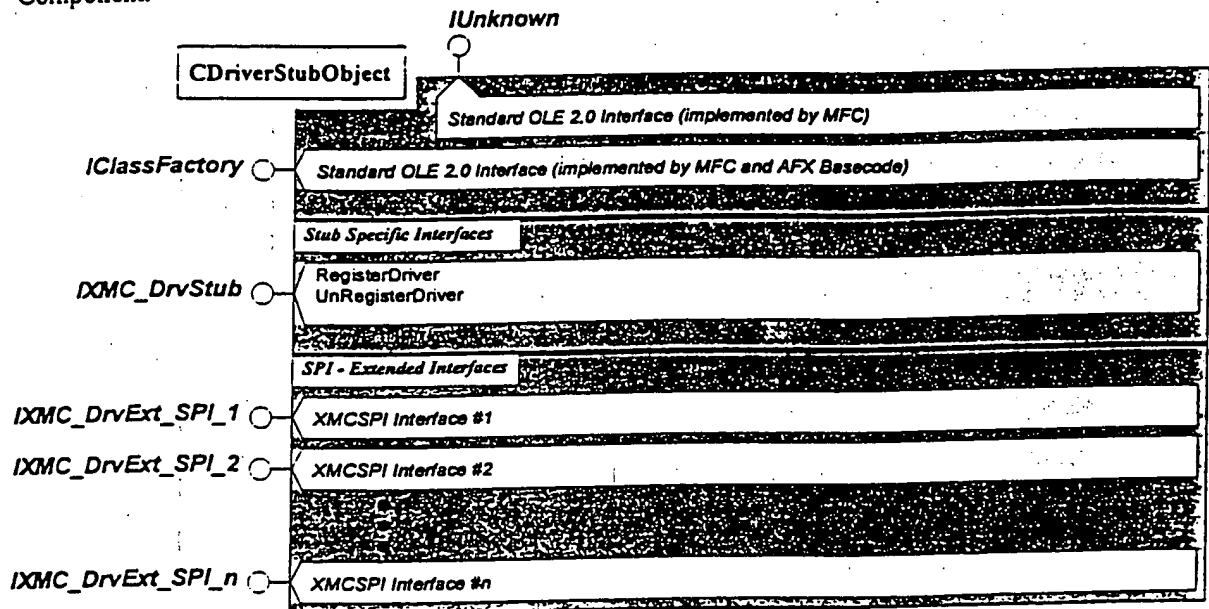 Component.
IUnknown
CDriverStubObject
Standard OLE 2.0 Interface (implemented by MFC)
IClassFactory
Standard OLE 2.0 Interface (implemented by MFC and AFX Basecode)
Stub Specific Interfaces
IXMC_DrvStub
RegisterDriver
UnRegisterDriver
SPI - Extended Interfaces
IXMC_DrvExt_SPI_1
XMCSPI Interface #1
IXMC_DrvExt_SPI_2
XMCSPI Interface #2
IXMC_DrvExt_SPI_n
XMCSPI Interface #n